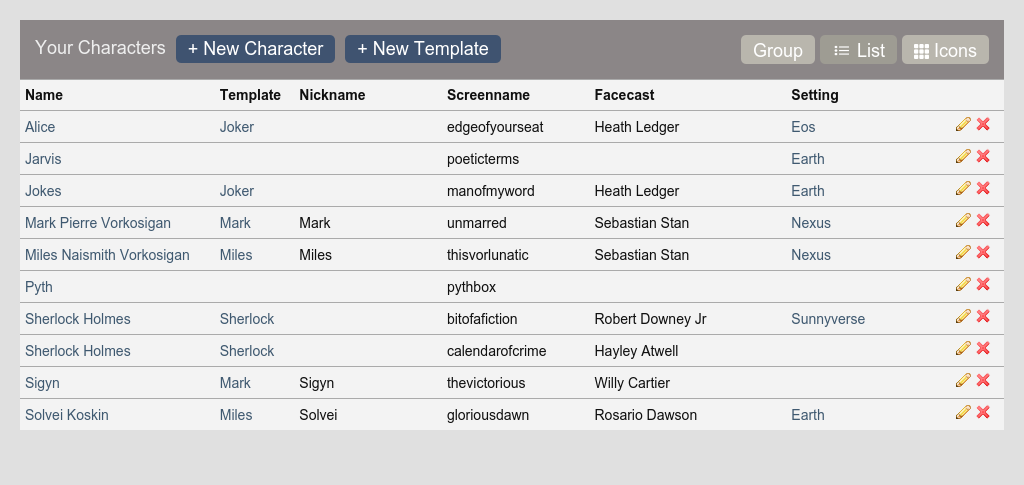 Your Characters + New Character + New Template Group List Icons
Name Template Nickname Screenname Facecast Setting
Alice Joker edgeofyourseat Heath Ledger Eos
Jarvis poeticterms Earth
Jokes Joker manofmyword Heath Ledger Earth
Mark Pierre Vorkosigan Mark Mark unmarred Sebastian Stan Nexus
Miles Naismith Vorkosigan Miles Miles thisvorlunatic Sebastian Stan Nexus
Pyth pythbox
Sherlock Holmes Sherlock bitofafiction Robert Downey Jr Sunnyverse
Sherlock Holmes Sherlock calendarofcrime Hayley Atwell
Sigyn Mark Sigyn thevictorious Willy Cartier
Solvei Koskin Miles Solvei gloriousdawn Rosario Dawson Earth